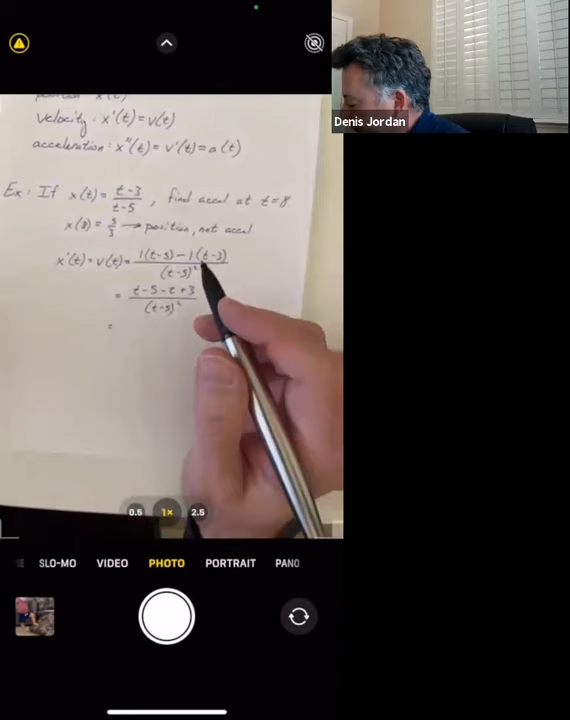 position x(t)
velocity: x'(t) = v(t)
acceleration: x''(t) = v'(t) = a(t)
Ex: If x(t) = t-3/t-5, find accel at t=8
x(8) = 5/3 → position, not accel.
x'(t) = v(t) = 1(t-5) - 1(t-3)/(t-5)²
= t-5-t+3/(t-5)²
=
Denis Jordan
0.5 1× 2.5
SLO-MO VIDEO PHOTO PORTRAIT PANO